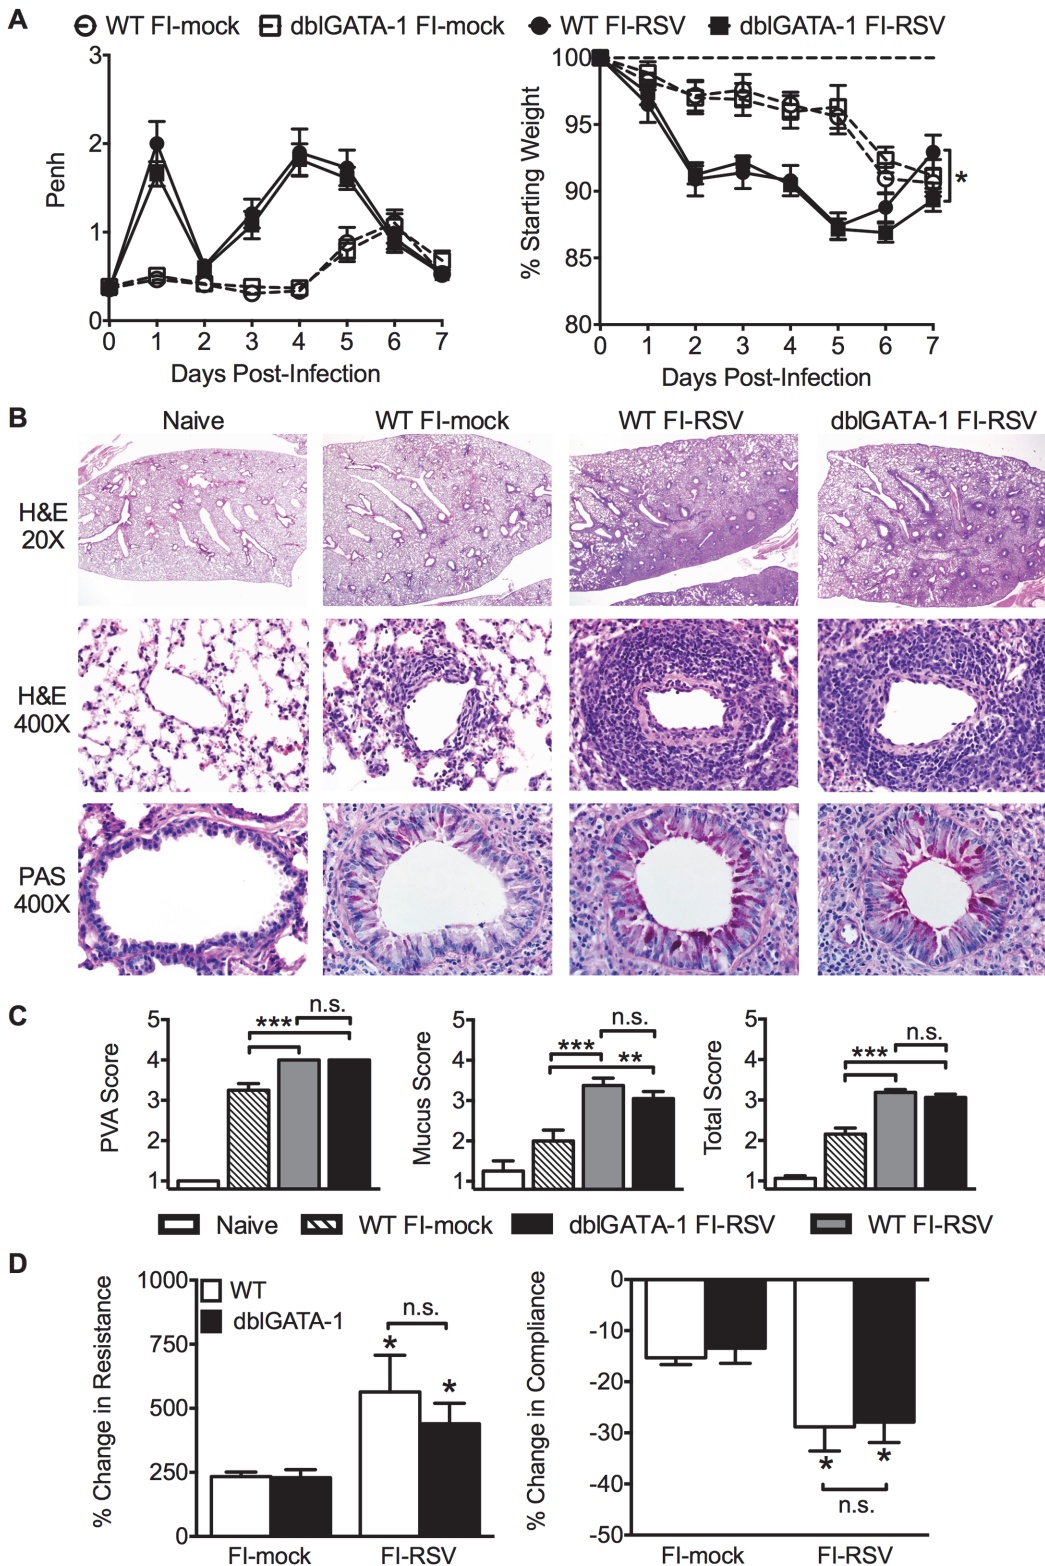 A
WT FI-mock dblGATA-1 FI-mock WT FI-RSV dblGATA-1 FI-RSV
3
2
1
0
Penh
0 1 2 3 4 5 6 7
Days Post-Infection
100
95
90
85
80
% Starting Weight
*
0 1 2 3 4 5 6 7
Days Post-Infection
B
Naive WT FI-mock WT FI-RSV dblGATA-1 FI-RSV
H&E
20X
H&E
400X
PAS
400X
C
5
4
3
2
1
PVA Score
***
n.s.
5
4
3
2
1
Mucus Score
***
**
n.s.
5
4
3
2
1
Total Score
***
n.s.
Naive WT FI-mock dblGATA-1 FI-RSV WT FI-RSV
D
1000
750
500
250
0
% Change in Resistance
WT
dblGATA-1
n.s.
*
*
FI-mock FI-RSV
0
-10
-20
-30
-40
-50
% Change in Compliance
*
*
n.s.
FI-mock FI-RSV